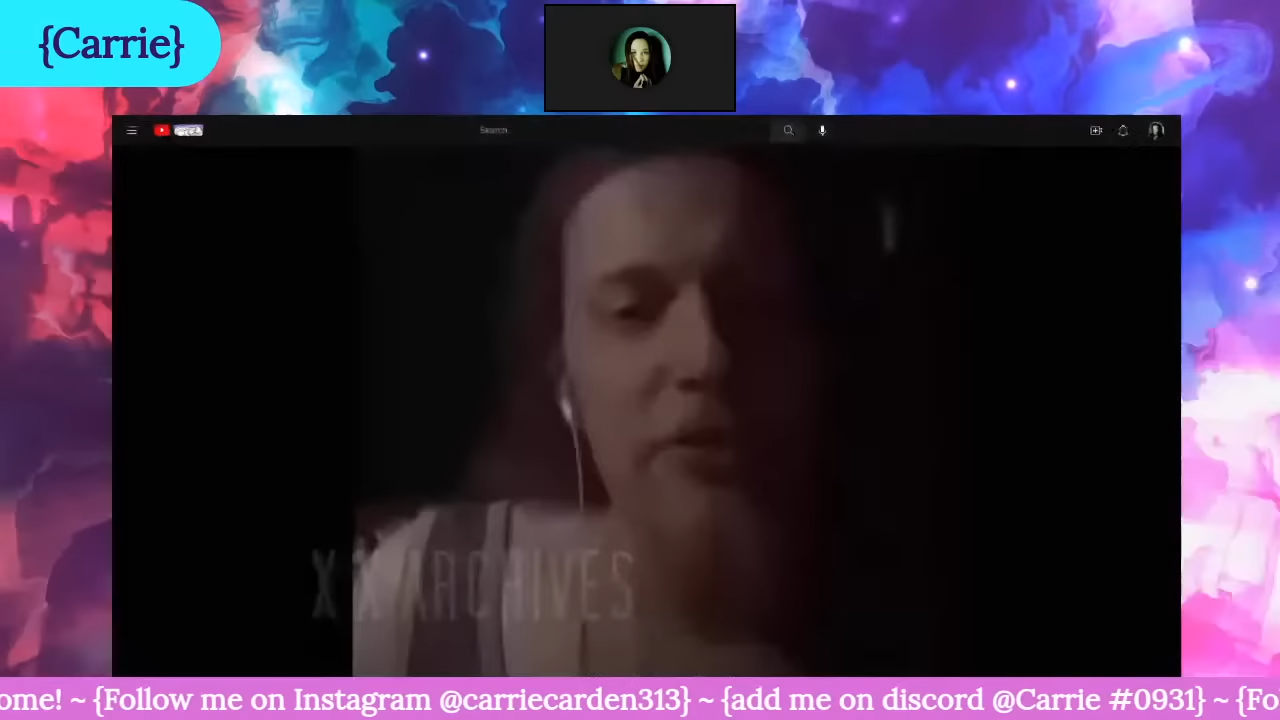 {Carrie}
Search
X X ARCHIVES
ome! ~ {Follow me on Instagram @carriecarden313} ~ {add me on discord @Carrie #0931} ~ {Fo